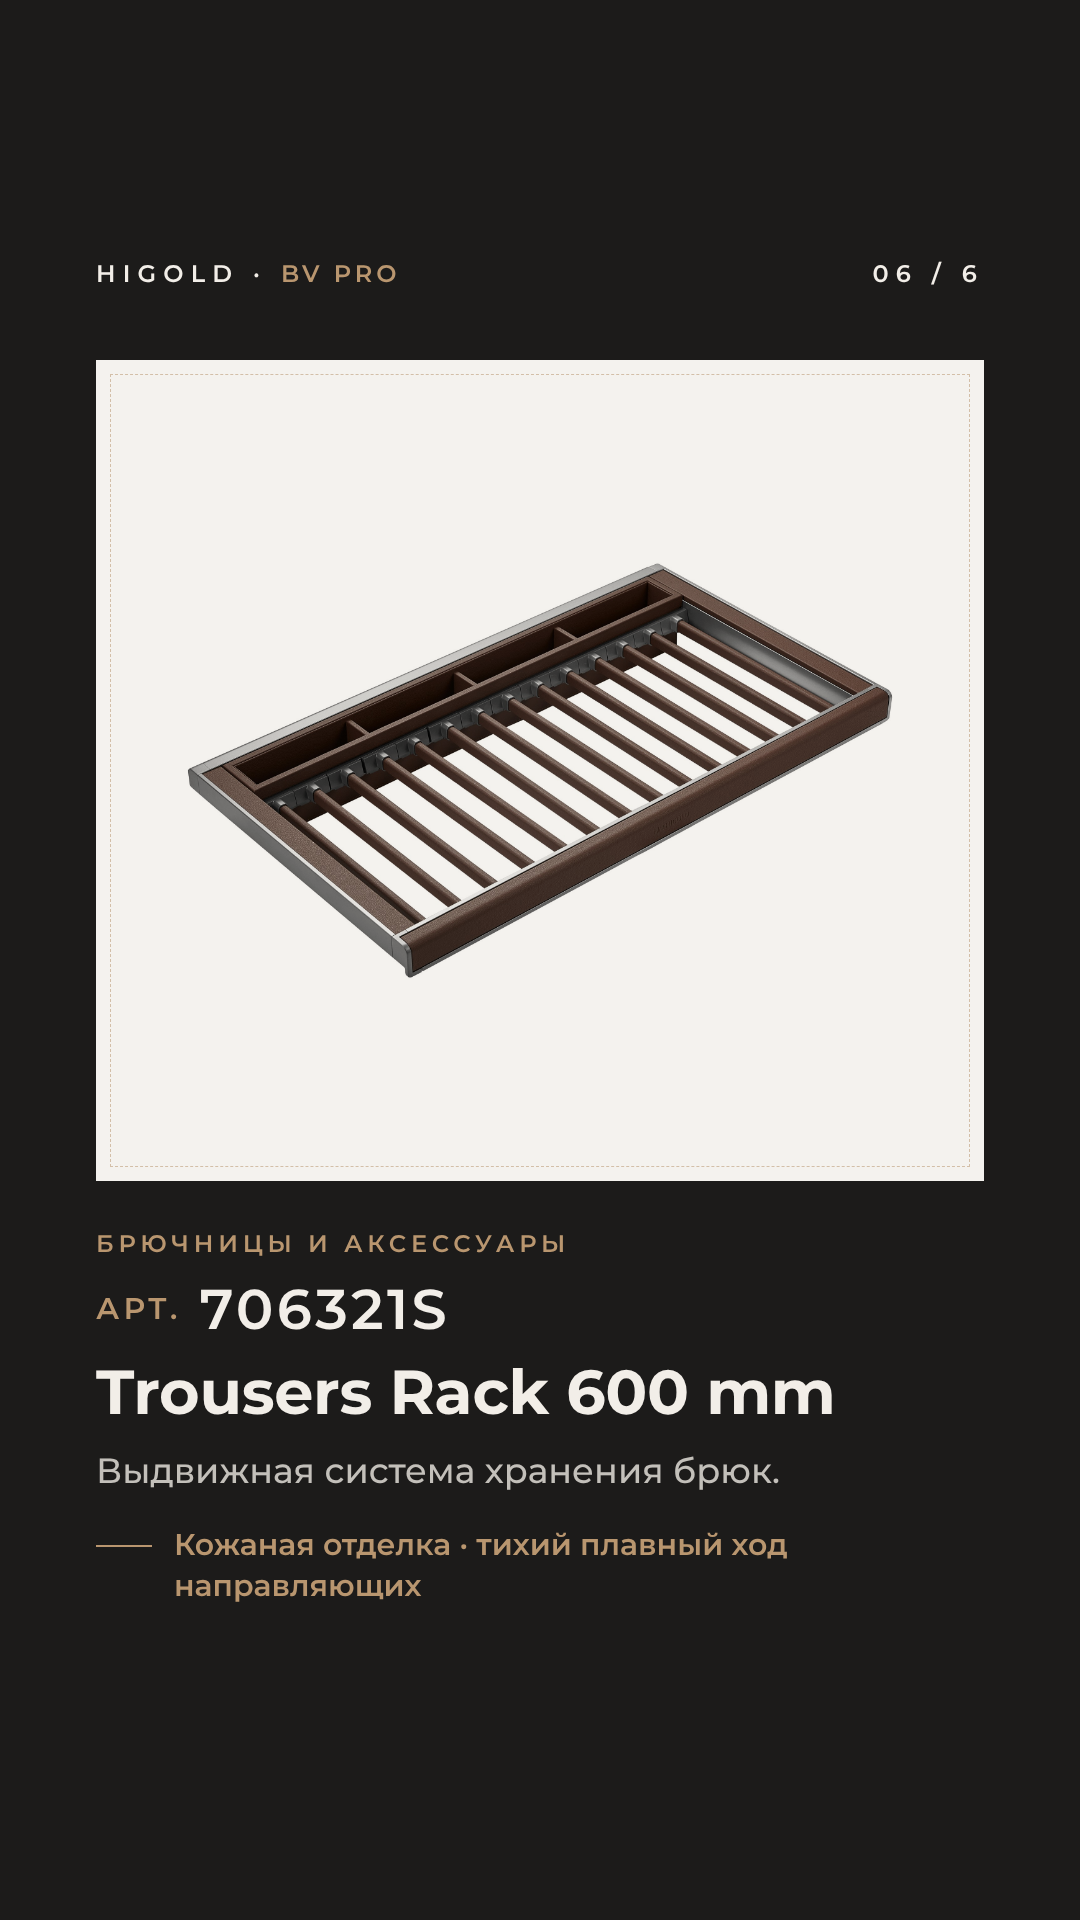 HIGOLD · BV PRO
06 / 6
БРЮЧНИЦЫ И АКСЕССУАРЫ
АРТ. 706321S
Trousers Rack 600 mm
Выдвижная система хранения брюк.
Кожаная отделка · тихий плавный ход
направляющих